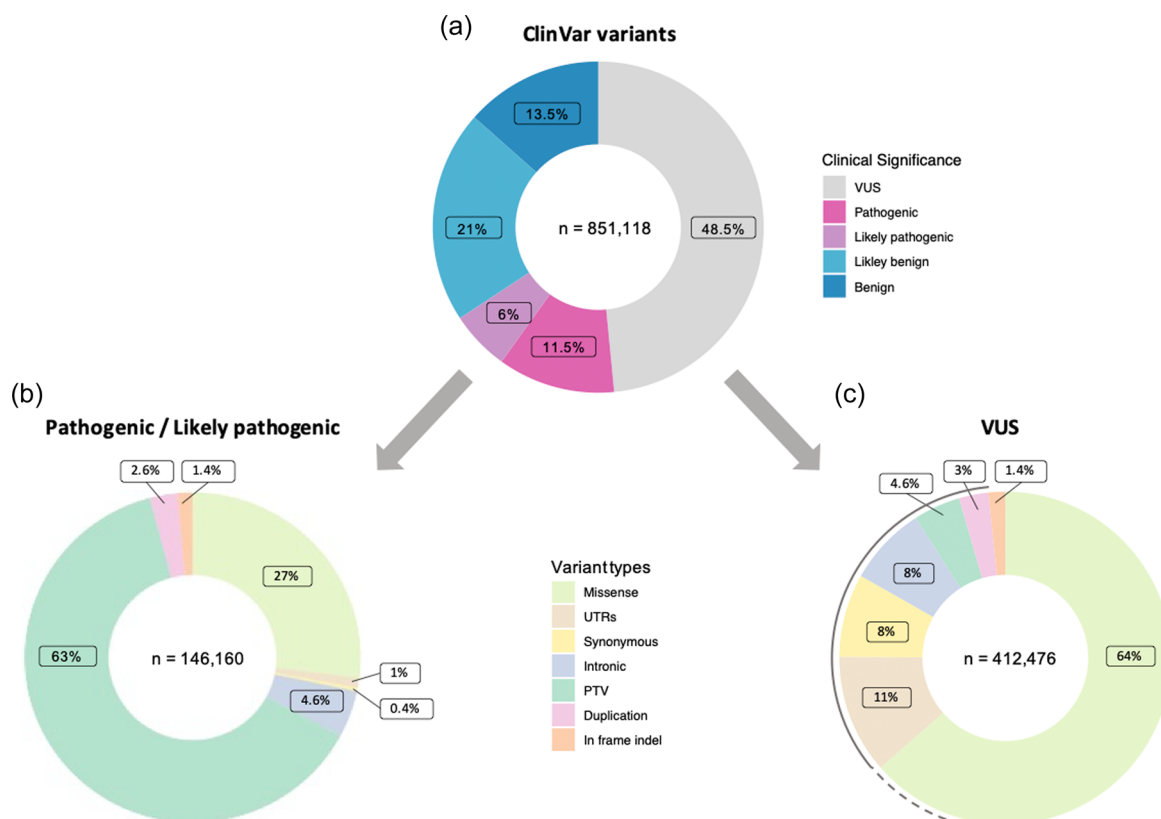 (a)
ClinVar variants
13.5%
21%
n = 851,118
48.5%
6%
11.5%
Clinical Significance
VUS
Pathogenic
Likely pathogenic
Likley benign
Benign
(b)
Pathogenic / Likely pathogenic
2.6%
1.4%
27%
63%
n = 146,160
1%
4.6%
0.4%
Variant types
Missense
UTRs
Synonymous
Intronic
PTV
Duplication
In frame indel
(c)
VUS
4.6%
3%
1.4%
8%
8%
n = 412,476
64%
11%